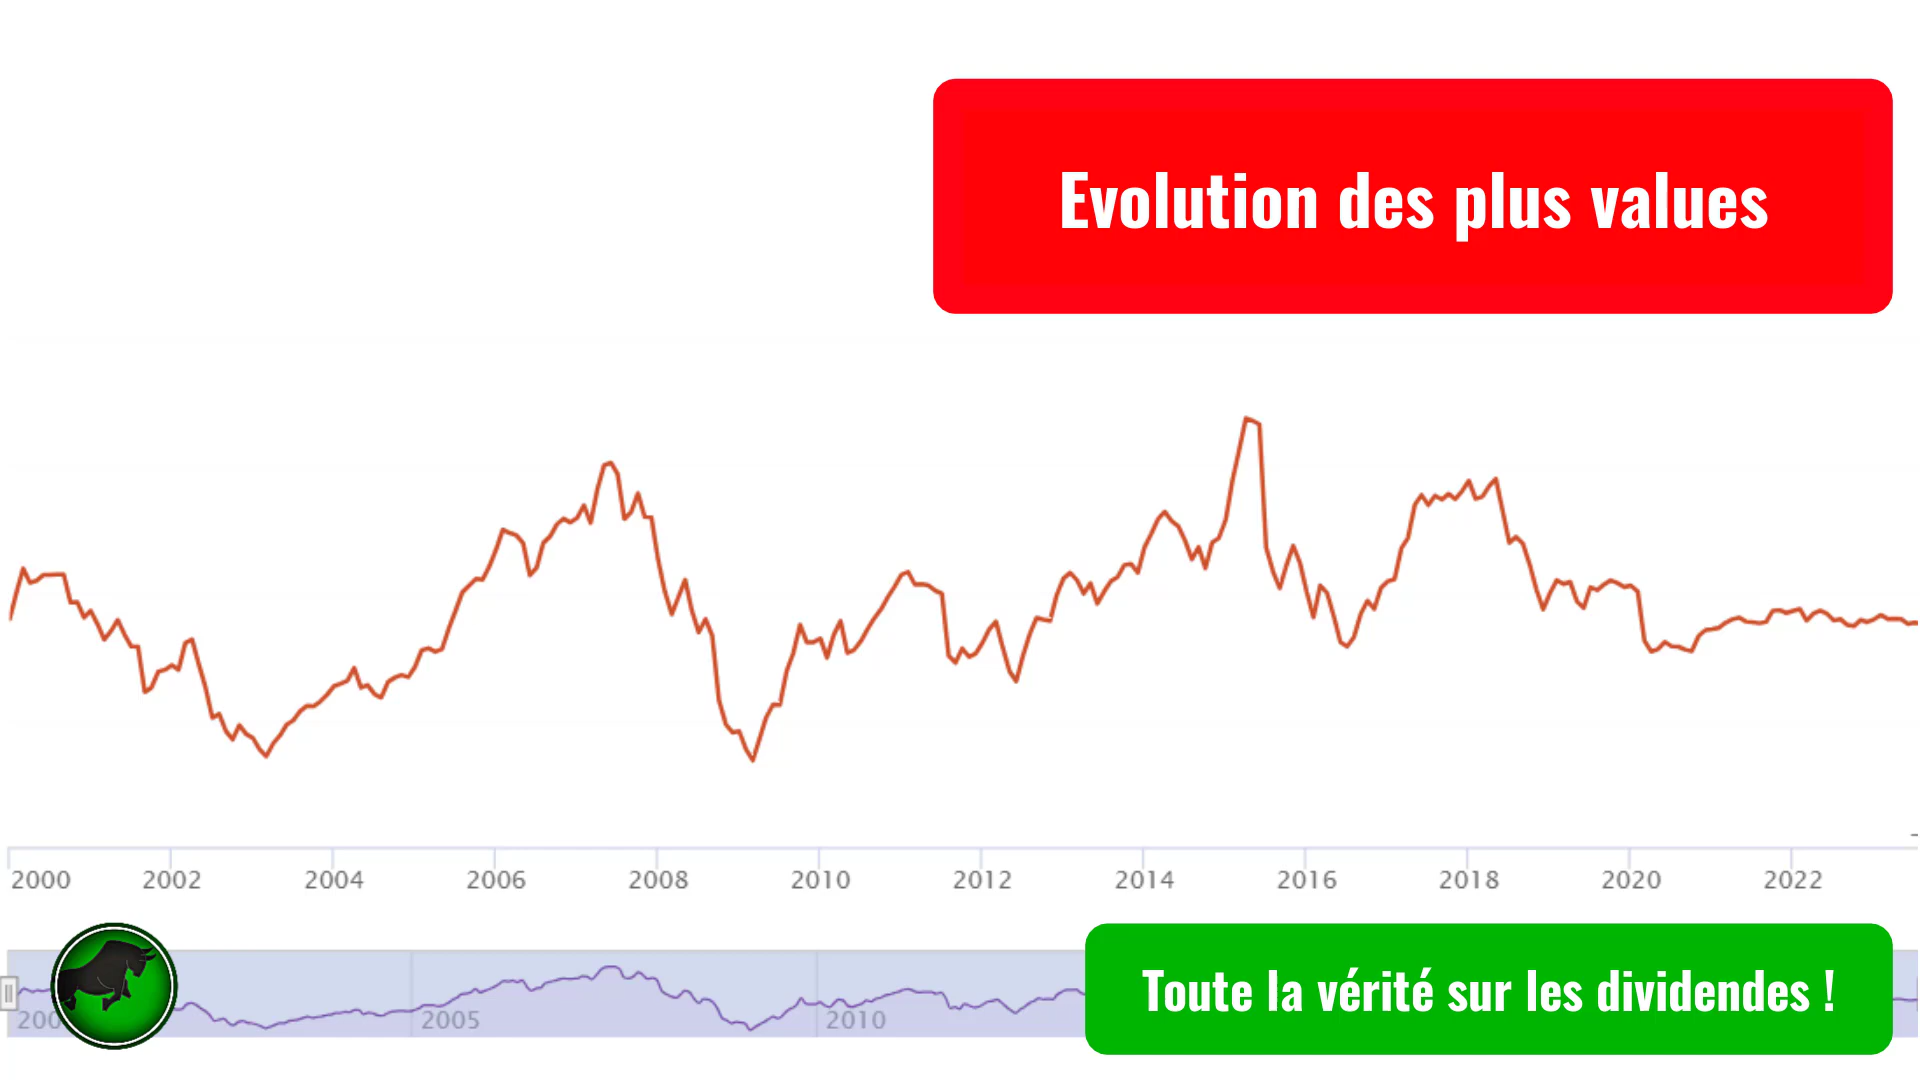 Evolution des plus values
2000 2002 2004 2006 2008 2010 2012 2014 2016 2018 2020 2022
2005 2010
Toute la vérité sur les dividendes !